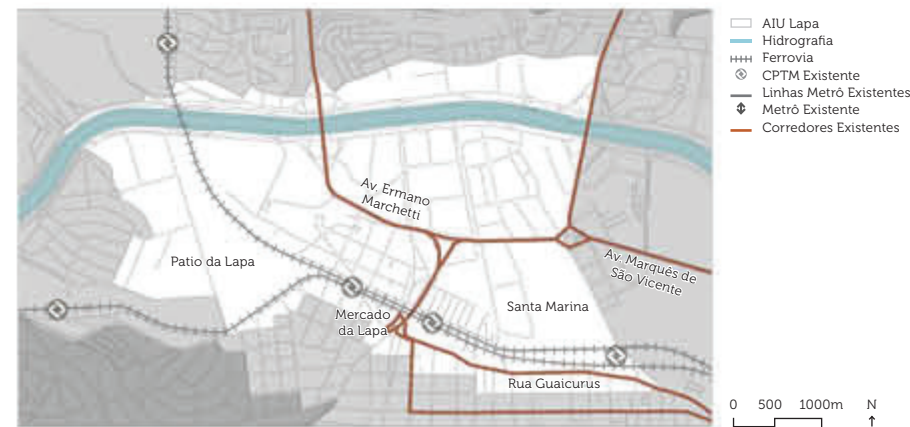 Av. Ermano
Marchetti
Patio da Lapa
Av. Marquês de
São Vicente
Santa Marina
Mercado
da Lapa
Rua Guaicurus
AIU Lapa
Hidrografia
Ferrovia
CPTM Existente
Linhas Metrô Existentes
Metrô Existente
Corredores Existentes
0 500 1000m N